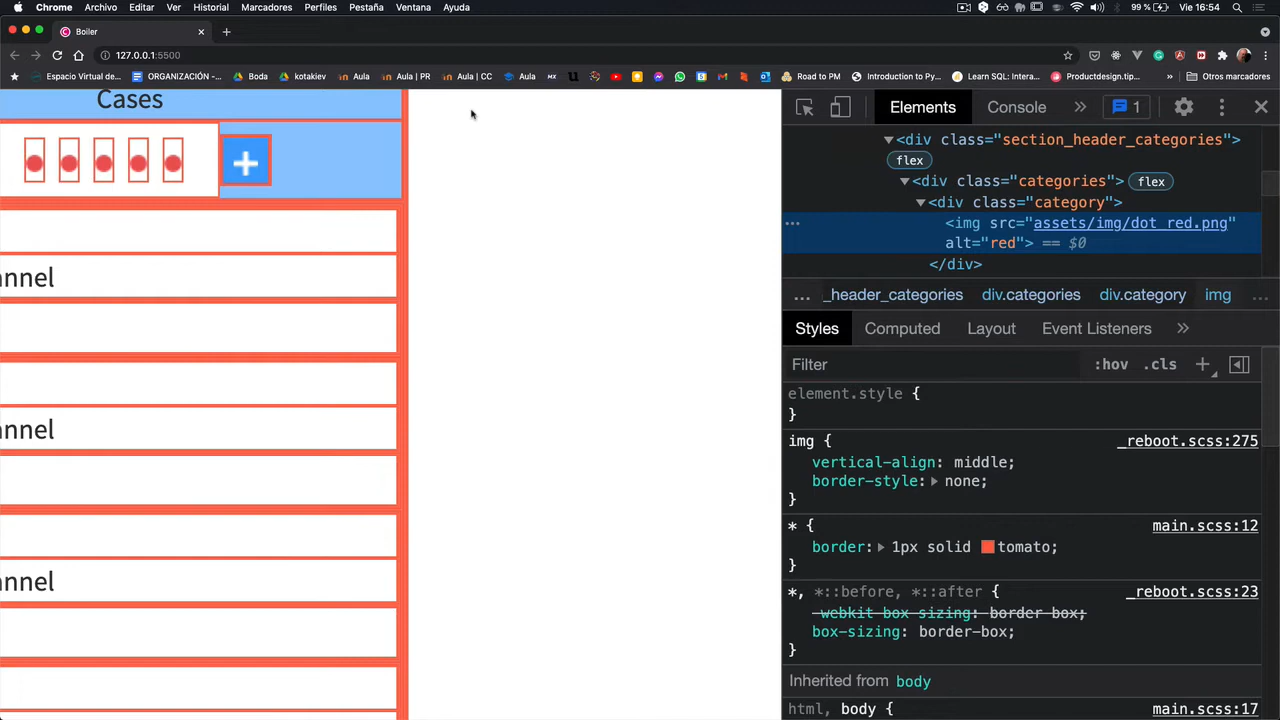 Chrome Archivo Editar Ver Historial Marcadores Perfiles Pestaña Ventana Ayuda 99 % Vie 16:54
Boiler
127.0.0.1:5500
Espacio Virtual de... ORGANIZACIÓN -... Boda kotakiev Aula Aula | PR Aula | CC Aula Road to PM Introduction to Py... Learn SQL: Intera... Productdesign.tip... » Otros marcadores
Cases
+
annel
annel
annel
Elements Console » 1
▼<div class="section_header_categories">
flex
▼<div class="categories"> flex
▼<div class="category">
... <img src="assets/img/dot_red.png"
alt="red"> == $0
</div>
... _header_categories div.categories div.category img ...
Styles Computed Layout Event Listeners »
Filter :hov .cls +
element.style {
}
img { _reboot.scss:275
vertical-align: middle;
border-style:▶ none;
}
* { main.scss:12
border:▶ 1px solid tomato;
}
*, *::before, *::after { _reboot.scss:23
-webkit-box-sizing: border-box;
box-sizing: border-box;
}
Inherited from body
html, body { main.scss:17